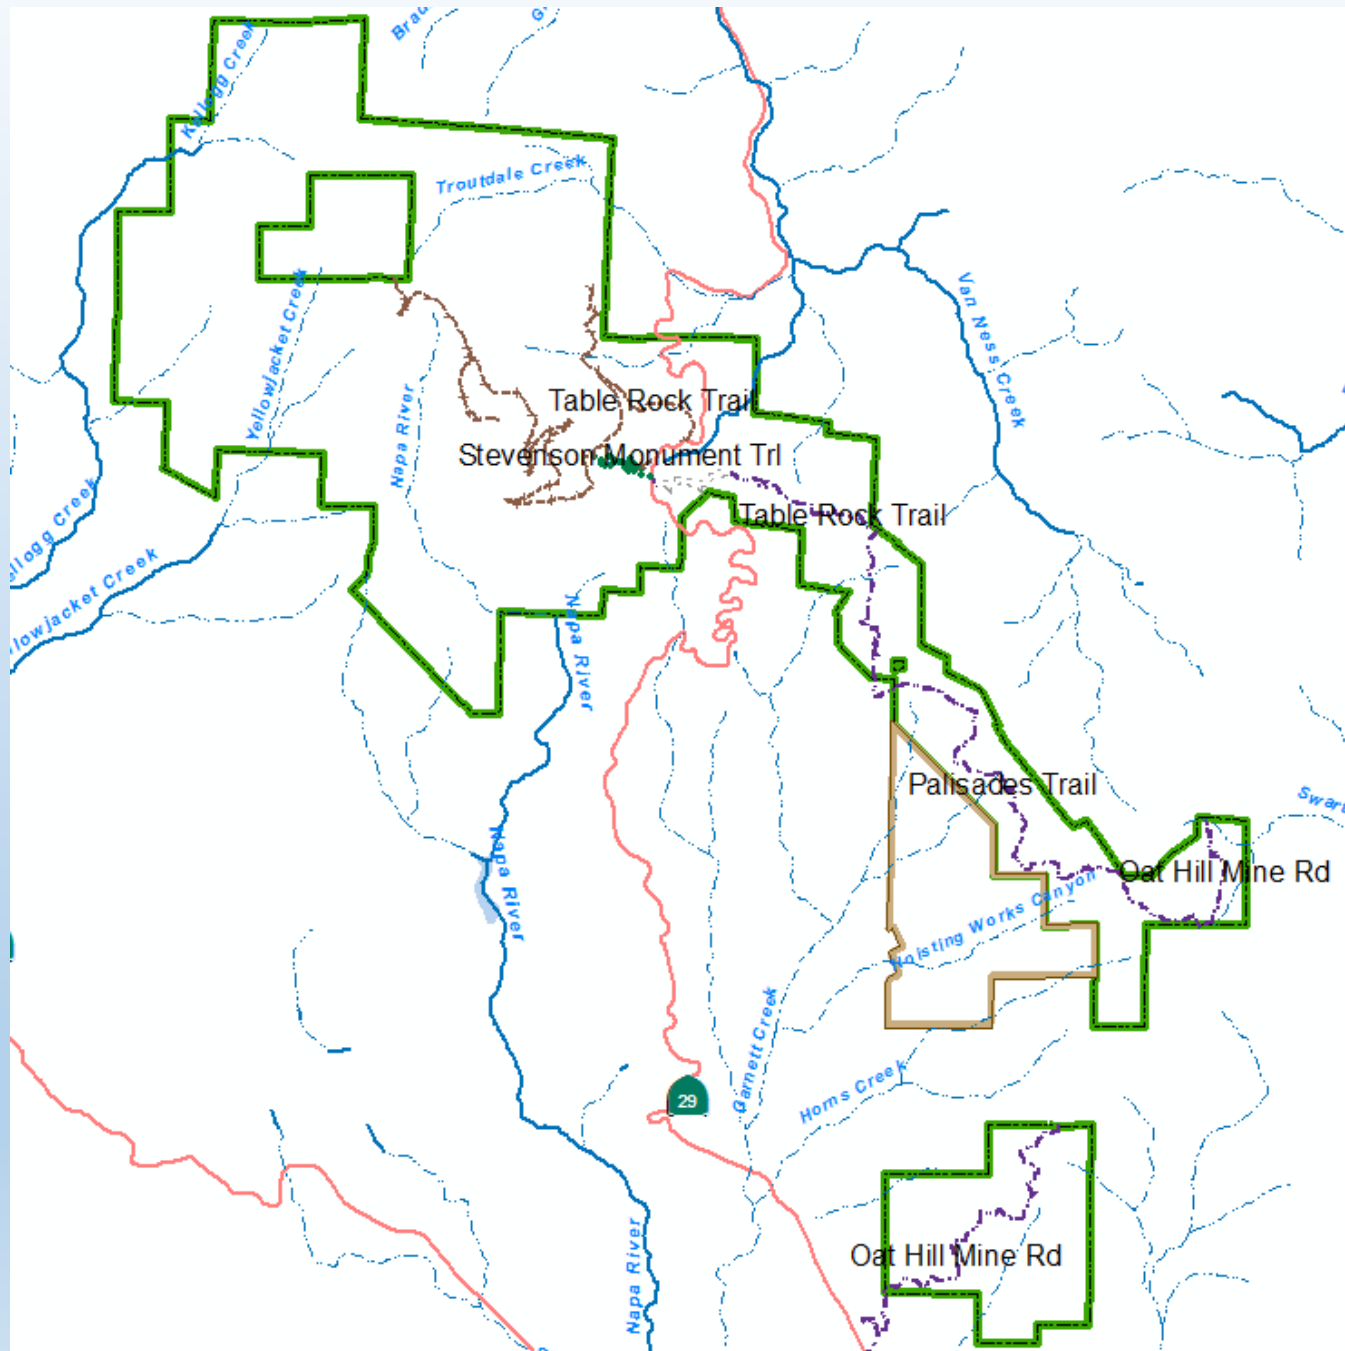 Kellogg Creek
Troutdale Creek
Van Ness Creek
Yellowjacket Creek
Napa River
Table Rock Trail
Stevenson Monument Trl
Table Rock Trail
Creek
Creek
Napa River
Palisades Trail
Napa River
Oat Hill Mine Rd
Hoisting Works Canyon
Garnett Creek
Horns Creek
29
Napa River
Oat Hill Mine Rd